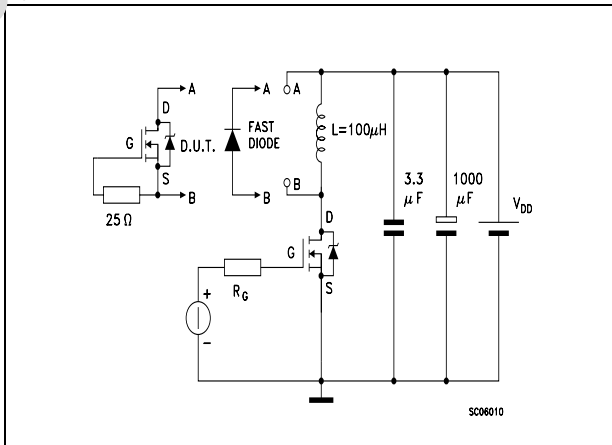 A
D
G
D.U.T.
S
B
25 Ω
A
FAST
DIODE
B
A
L=100μH
B
D
G
S
R_G
+
−
3.3
μF
1000
μF
V_DD
SC06010